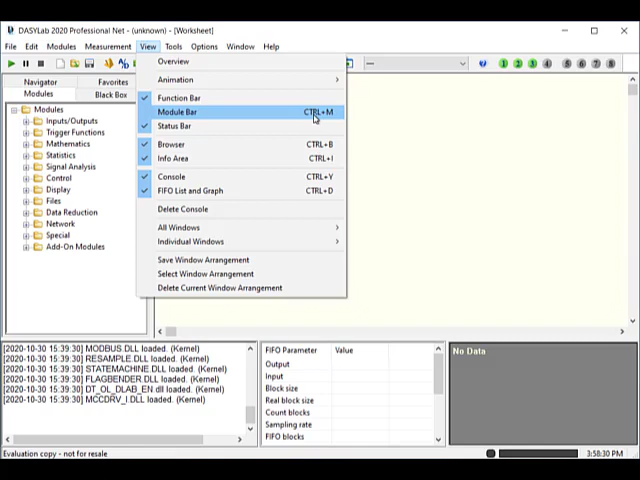 DASYLab 2020 Professional Net - (unknown) - [Worksheet]
File Edit Modules Measurement View Tools Options Window Help
1 2 3 4 5 6 7 8
Navigator Favorites
Modules Black Box
Modules
Inputs/Outputs
Trigger Functions
Mathematics
Statistics
Signal Analysis
Control
Display
Files
Data Reduction
Network
Special
Add-On Modules
Overview
Animation
Function Bar
Module Bar CTRL+M
Status Bar
Browser CTRL+B
Info Area CTRL+I
Console CTRL+Y
FIFO List and Graph CTRL+D
Delete Console
All Windows
Individual Windows
Save Window Arrangement
Select Window Arrangement
Delete Current Window Arrangement
[2020-10-30 15:39:30] MODBUS.DLL loaded. (Kernel)
[2020-10-30 15:39:30] RESAMPLE.DLL loaded. (Kernel)
[2020-10-30 15:39:30] STATEMACHINE.DLL loaded. (Kernel)
[2020-10-30 15:39:30] FLAGBENDER.DLL loaded. (Kernel)
[2020-10-30 15:39:30] DT_OL_DLAB_EN dll loaded. (Kernel)
[2020-10-30 15:39:30] MCCDRV_I.DLL loaded. (Kernel)
FIFO Parameter Value
Output
Input
Block size
Real block size
Count blocks
Sampling rate
FIFO blocks
No Data
Evaluation copy - not for resale
3:58:30 PM